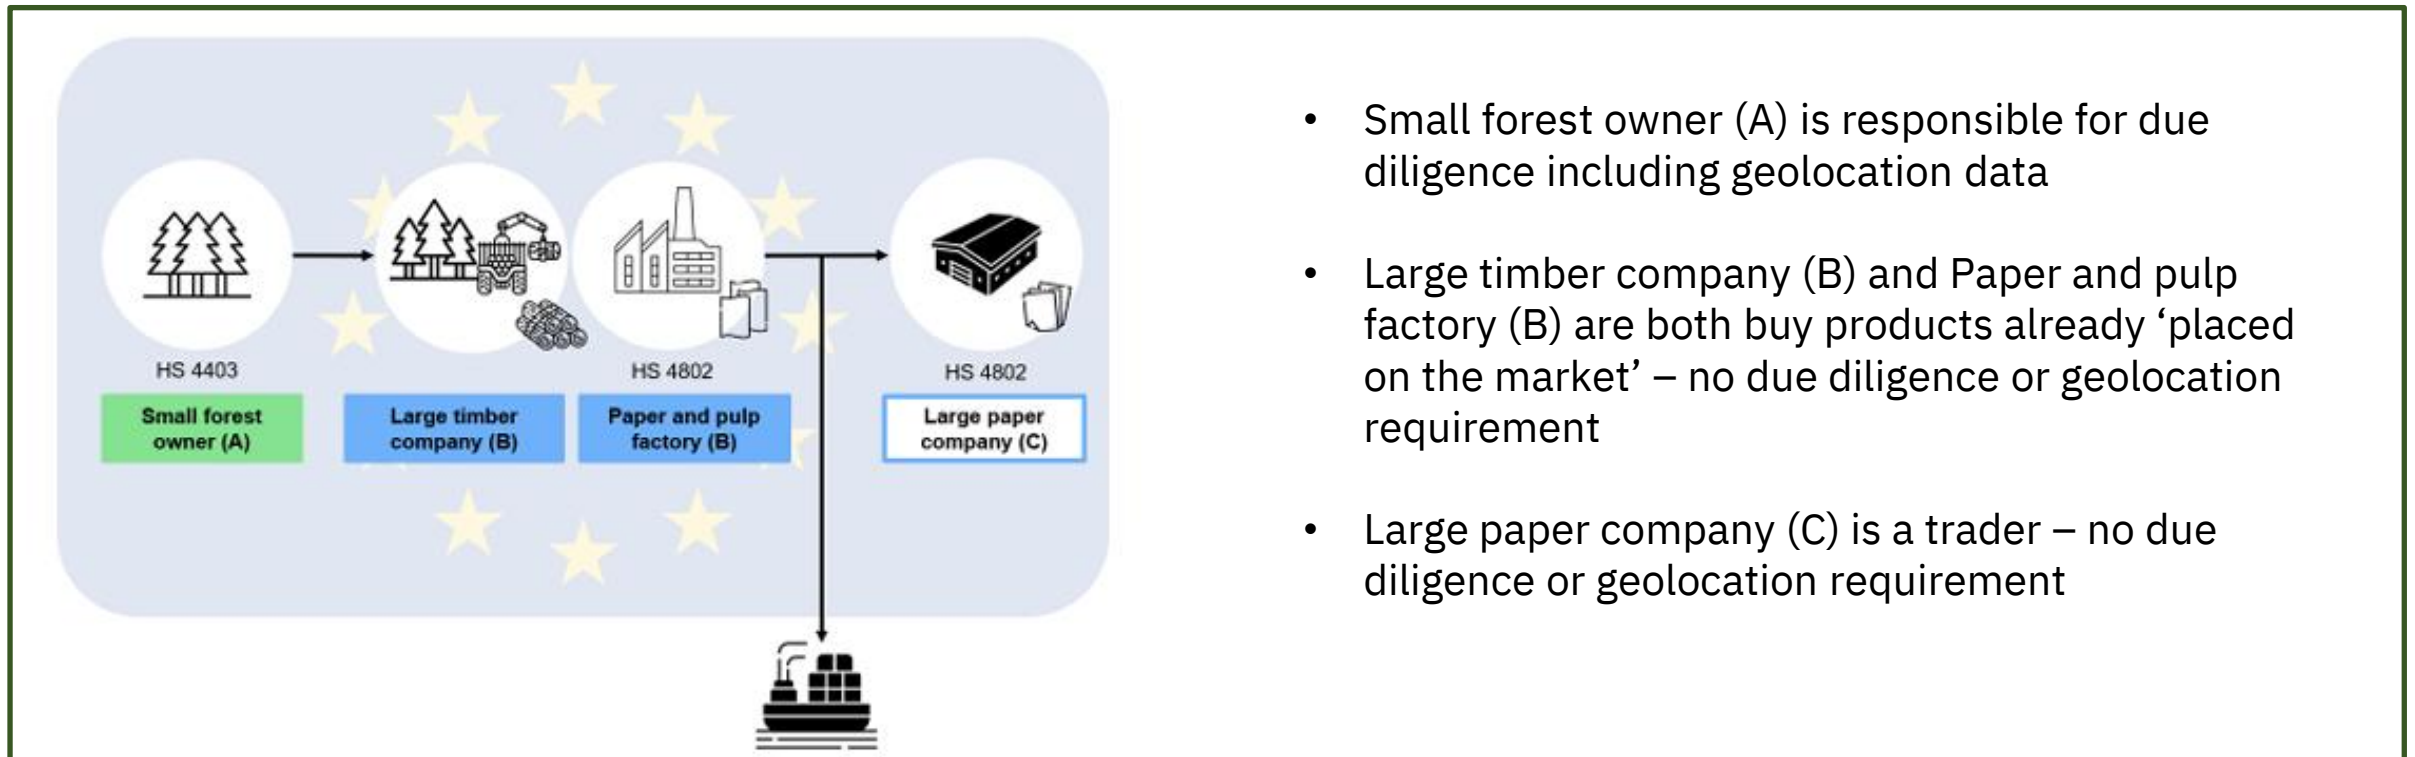 HS 4403
HS 4802
HS 4802
Small forest
owner (A)
Large timber
company (B)
Paper and pulp
factory (B)
Large paper
company (C)
• Small forest owner (A) is responsible for due
diligence including geolocation data
• Large timber company (B) and Paper and pulp
factory (B) are both buy products already ‘placed
on the market’ – no due diligence or geolocation
requirement
• Large paper company (C) is a trader – no due
diligence or geolocation requirement